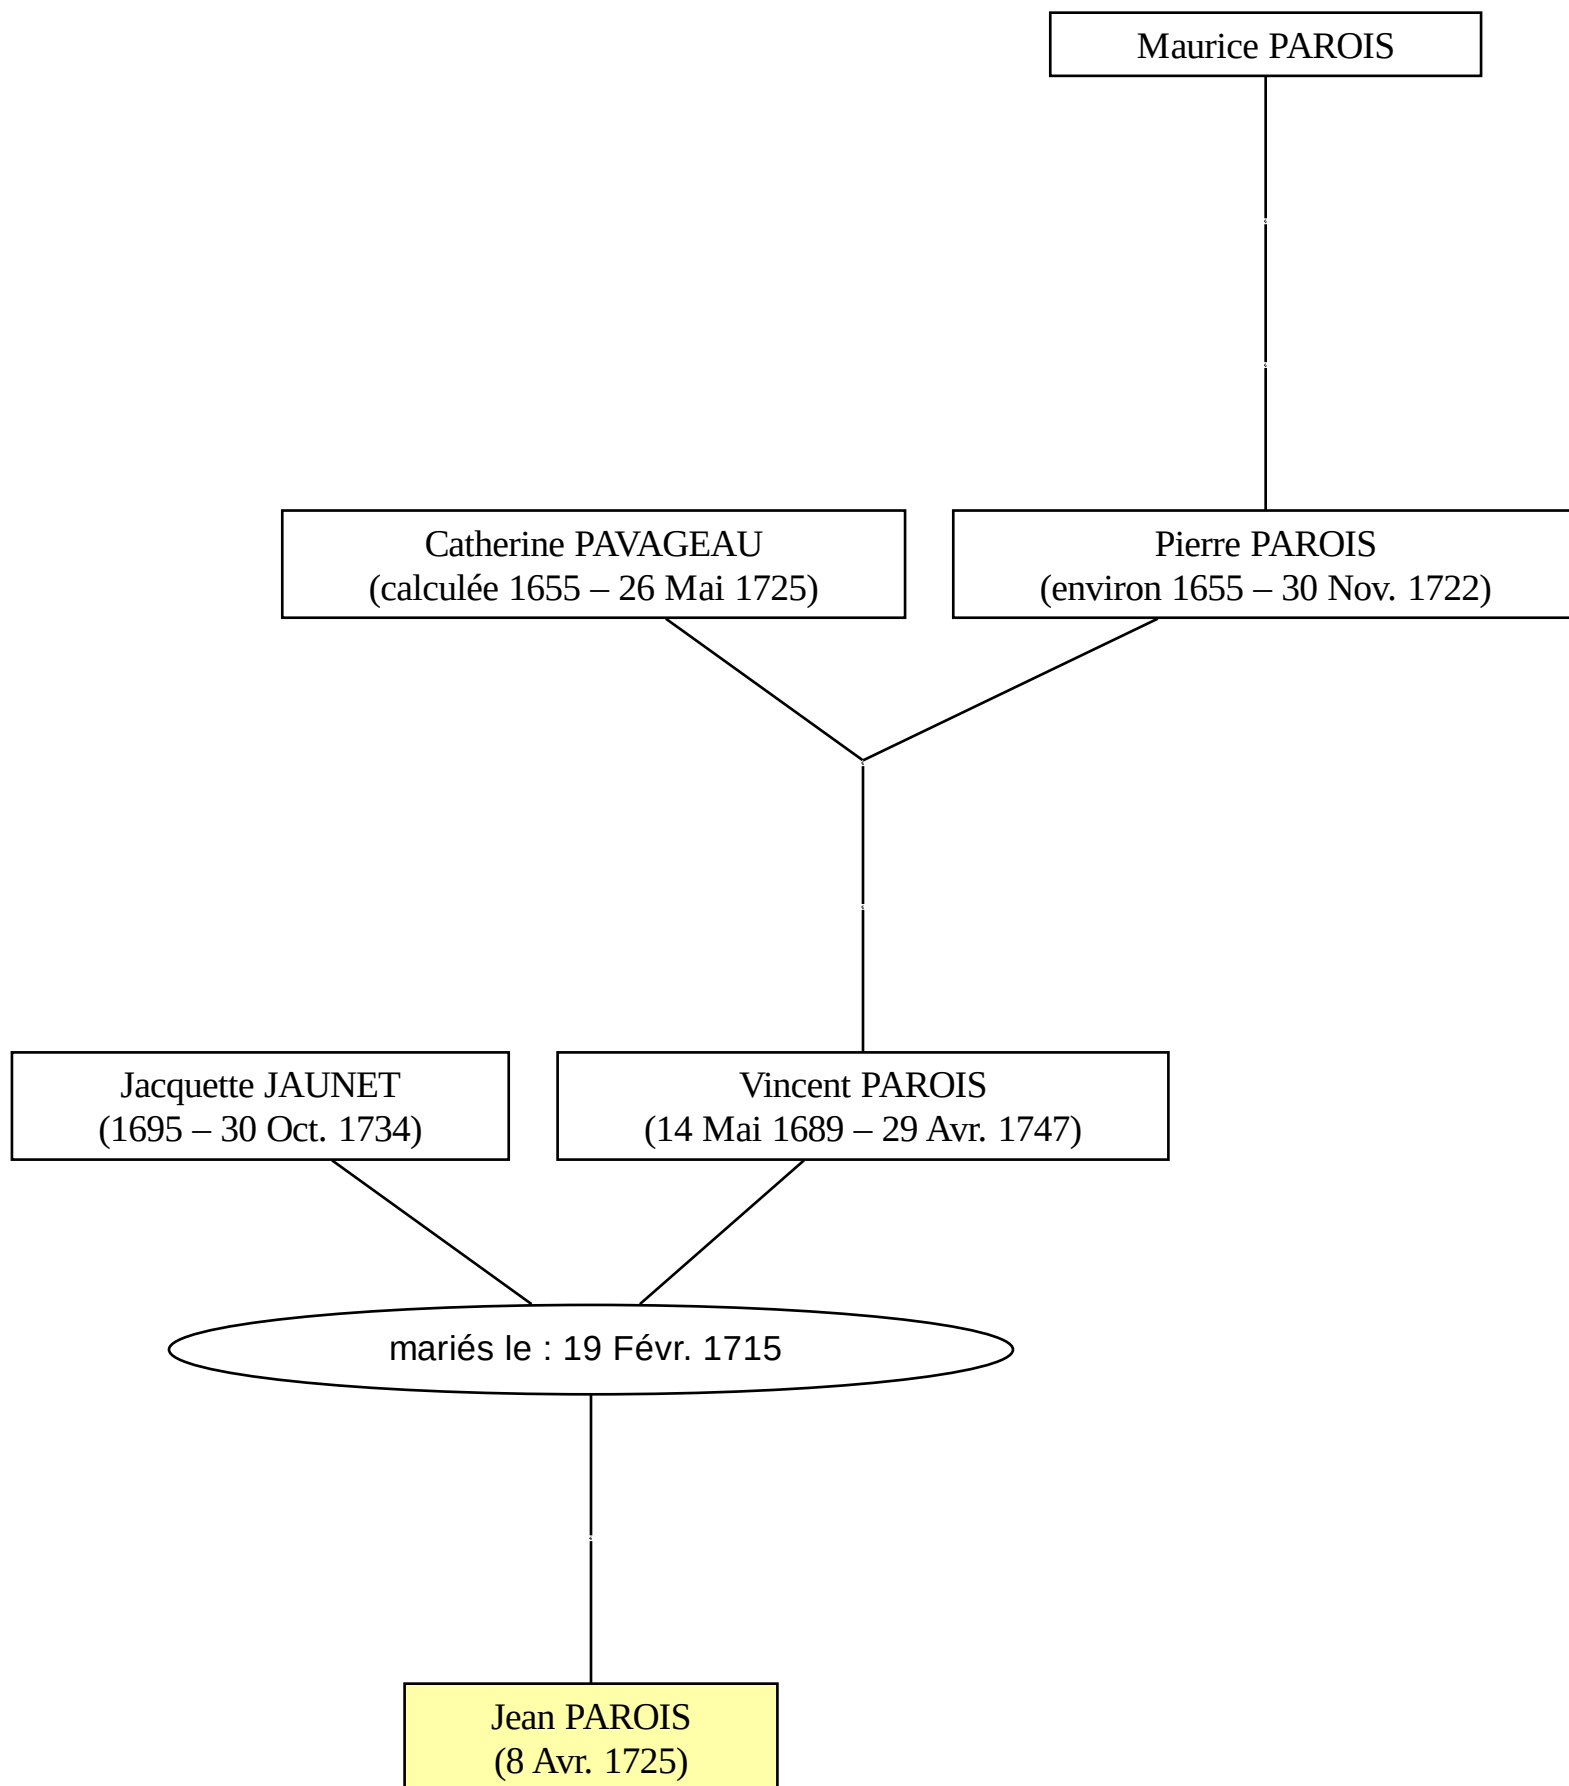 Maurice PAROIS
Catherine PAVAGEAU
(calculée 1655 – 26 Mai 1725)
Pierre PAROIS
(environ 1655 – 30 Nov. 1722)
Jacquette JAUNET
(1695 – 30 Oct. 1734)
Vincent PAROIS
(14 Mai 1689 – 29 Avr. 1747)
mariés le : 19 Févr. 1715
Jean PAROIS
(8 Avr. 1725)